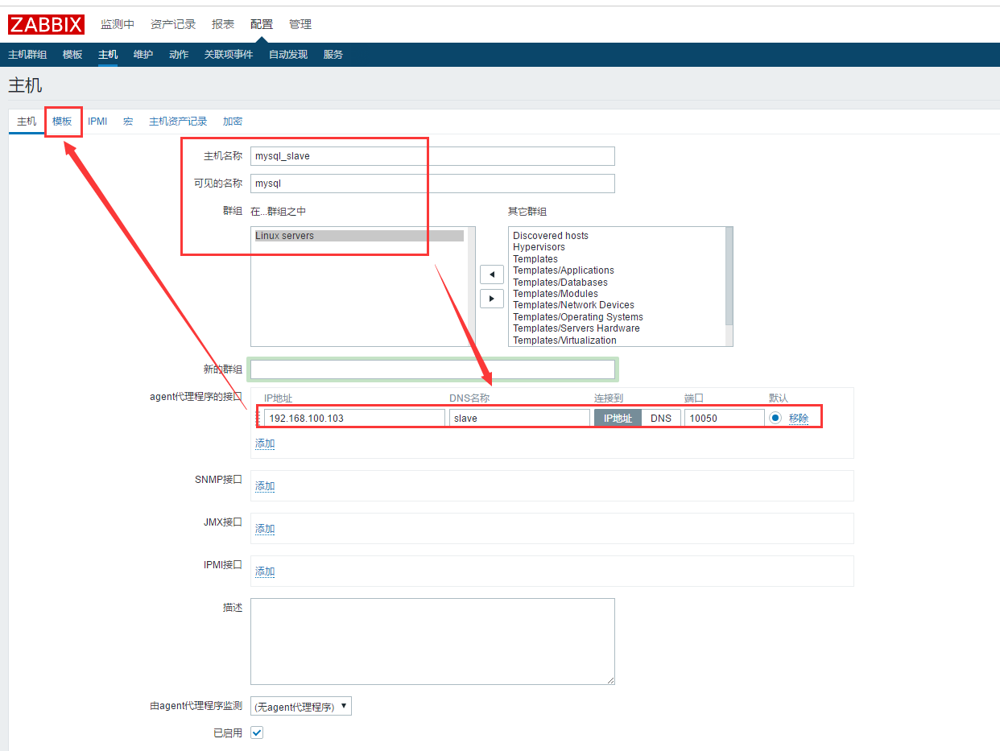 ZABBIX 监测中 资产记录 报表 配置 管理
主机群组 模板 主机 维护 动作 关联项事件 自动发现 服务
主机
主机 模板 IPMI 宏 主机资产记录 加密
主机名称 mysql_slave
可见的名称 mysql
群组 在...群组之中 其它群组
Linux servers
Discovered hosts
Hypervisors
Templates
Templates/Applications
Templates/Databases
Templates/Modules
Templates/Network Devices
Templates/Operating Systems
Templates/Servers Hardware
Templates/Virtualization
新的群组
agent代理程序的接口 IP地址 DNS名称 连接到 端口 默认
192.168.100.103 slave IP地址 DNS 10050 移除
添加
SNMP接口 添加
JMX接口 添加
IPMI接口 添加
描述
由agent代理程序监测 (无agent代理程序)
已启用